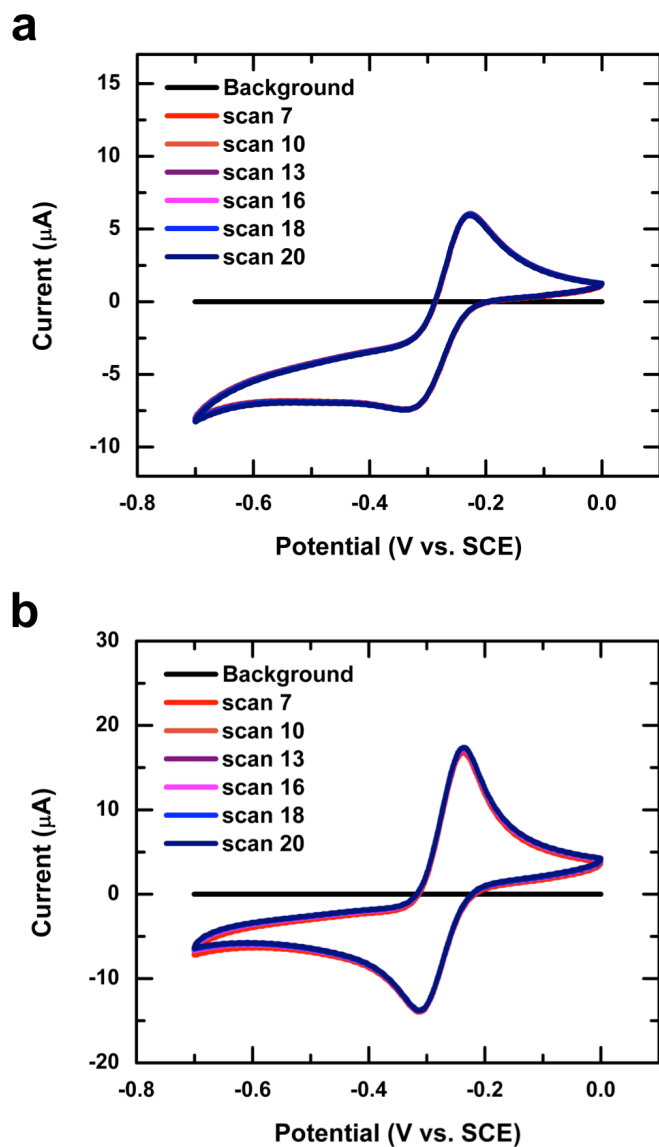 a
15
10
5
0
-5
-10
Current (μA)
Background
scan 7
scan 10
scan 13
scan 16
scan 18
scan 20
-0.8 -0.6 -0.4 -0.2 0.0
Potential (V vs. SCE)
b
30
20
10
0
-10
-20
Current (μA)
Background
scan 7
scan 10
scan 13
scan 16
scan 18
scan 20
-0.8 -0.6 -0.4 -0.2 0.0
Potential (V vs. SCE)